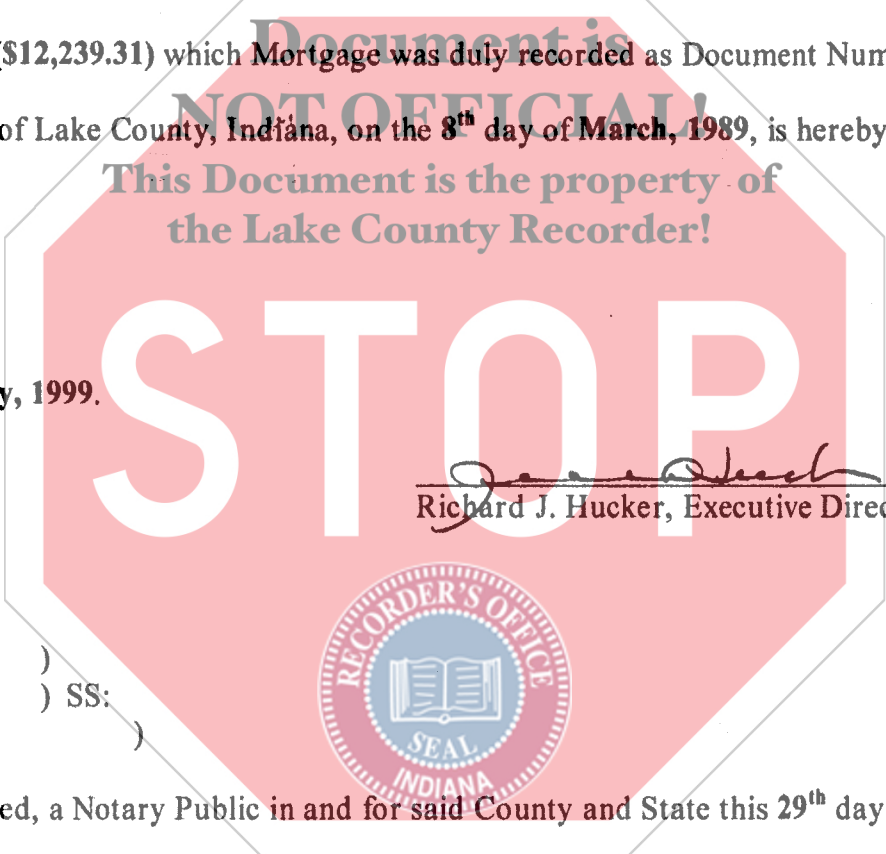 Document is
($12,239.31) which Mortgage was duly recorded as Document Num
NOT OFFICIAL!
of Lake County, Indiana, on the 8th day of March, 1989, is hereby
This Document is the property of
the Lake County Recorder!
STOP
y, 1999.
Richard J. Hucker, Executive Direc
RECORDER'S OFFICE
SEAL
INDIANA
)
) SS:
)
ed, a Notary Public in and for said County and State this 29th day